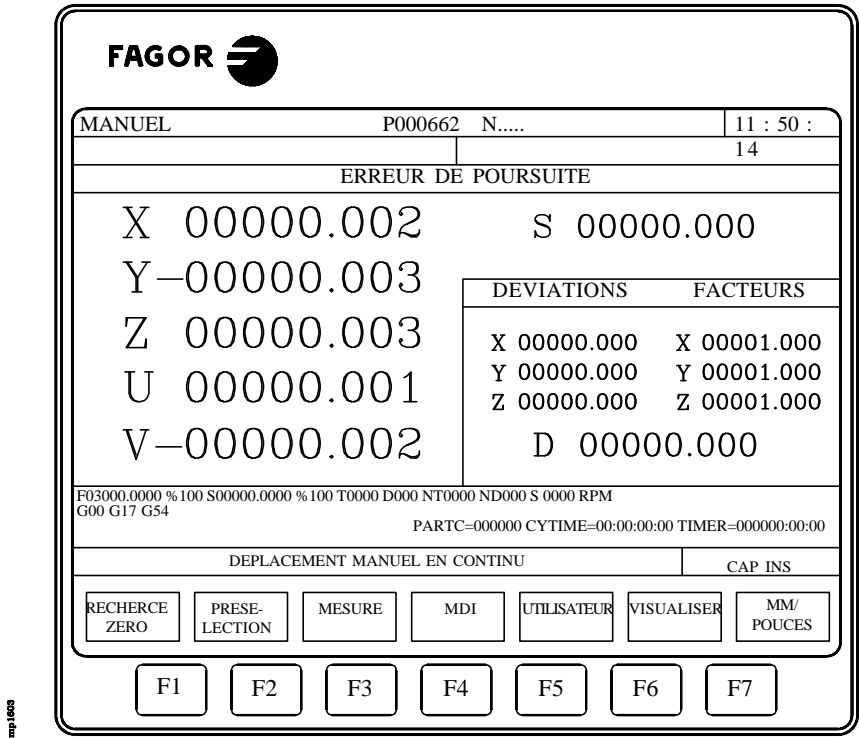 FAGOR
MANUEL P000662 N..... 11 : 50 :
14
ERREUR DE POURSUITE
X 00000.002 S 00000.000
Y-00000.003
DEVIATIONS FACTEURS
Z 00000.003
X 00000.000 X 00001.000
Y 00000.000 Y 00001.000
U 00000.001
Z 00000.000 Z 00001.000
V-00000.002 D 00000.000
F03000.0000 %100 S00000.0000 %100 T0000 D000 NT0000 ND000 S 0000 RPM
G00 G17 G54
PARTC=000000 CYTIME=00:00:00:00 TIMER=000000:00:00
DEPLACEMENT MANUEL EN CONTINU
CAP INS
RECHERCE
ZERO
PRESE-
LECTION
MESURE
MDI
UTILISATEUR
VISUALISER
MM/
POUCES
F1 F2 F3 F4 F5 F6 F7
mp1603